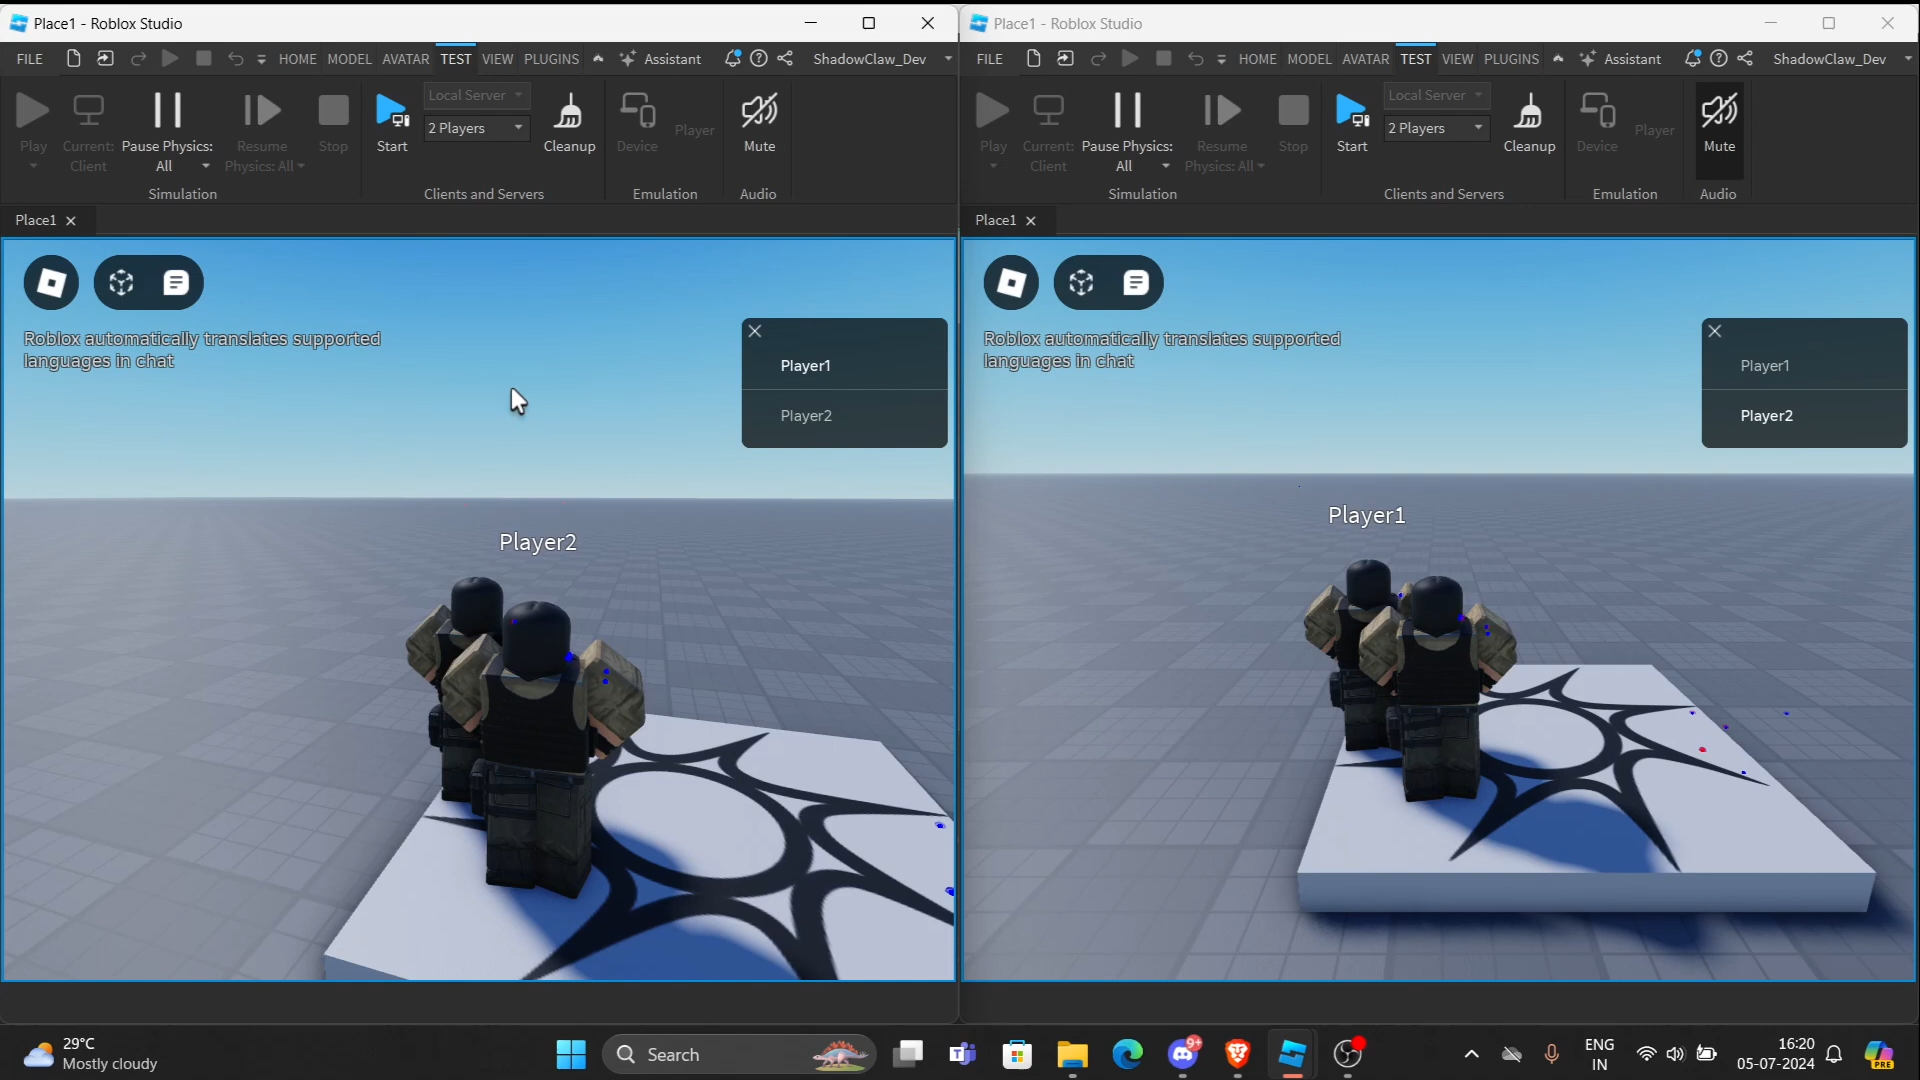 Place1 - Roblox Studio
FILE HOME MODEL AVATAR TEST VIEW PLUGINS Assistant ShadowClaw_Dev
Local Server
2 Players
Play Current: Client Pause Physics: All Resume Physics: All Stop Start Cleanup Device Player Mute
Simulation Clients and Servers Emulation Audio
Place1
Roblox automatically translates supported
languages in chat
Player1
Player2
Player2
Place1 - Roblox Studio
FILE HOME MODEL AVATAR TEST VIEW PLUGINS Assistant ShadowClaw_Dev
Local Server
2 Players
Play Current: Client Pause Physics: All Resume Physics: All Stop Start Cleanup Device Player Mute
Simulation Clients and Servers Emulation Audio
Place1
Roblox automatically translates supported
languages in chat
Player1
Player2
Player1
29°C
Mostly cloudy
Search
9+
ENG
IN
16:20
05-07-2024
PRE